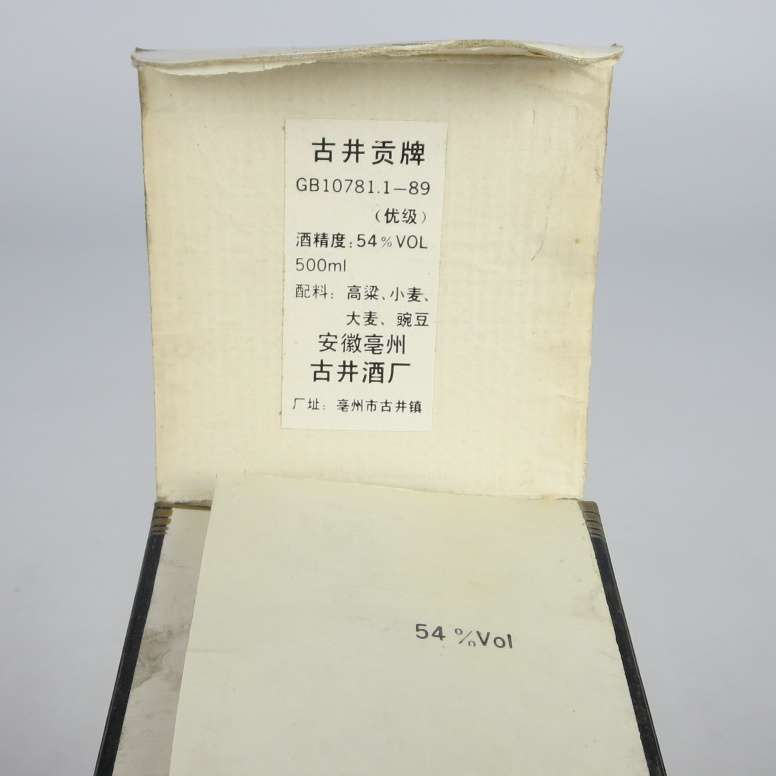 古井贡牌
GB10781.1—89
（优级）
酒精度：54％VOL
500ml
配料：高粱、小麦、
大麦、豌豆
安徽亳州
古井酒厂
厂址：亳州市古井镇
54％Vol